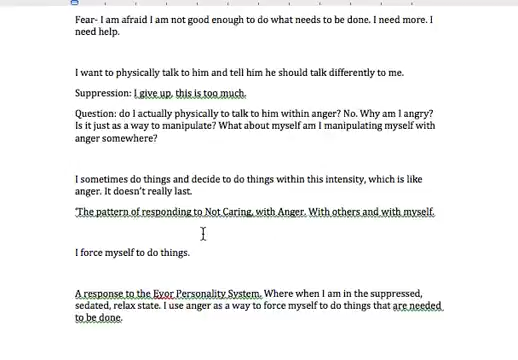 Fear- I am afraid I am not good enough to do what needs to be done. I need more. I
need help.
I want to physically talk to him and tell him he should talk differently to me.
Suppression: I give up, this is too much.
Question: do I actually physically to talk to him within anger? No. Why am I angry?
Is it just as a way to manipulate? What about myself am I manipulating myself with
anger somewhere?
I sometimes do things and decide to do things within this intensity, which is like
anger. It doesn't really last.
'The pattern of responding to Not Caring, with Anger. With others and with myself.
I force myself to do things.
A response to the Eyor Personality System. Where when I am in the suppressed,
sedated, relax state. I use anger as a way to force myself to do things that are needed
to be done.